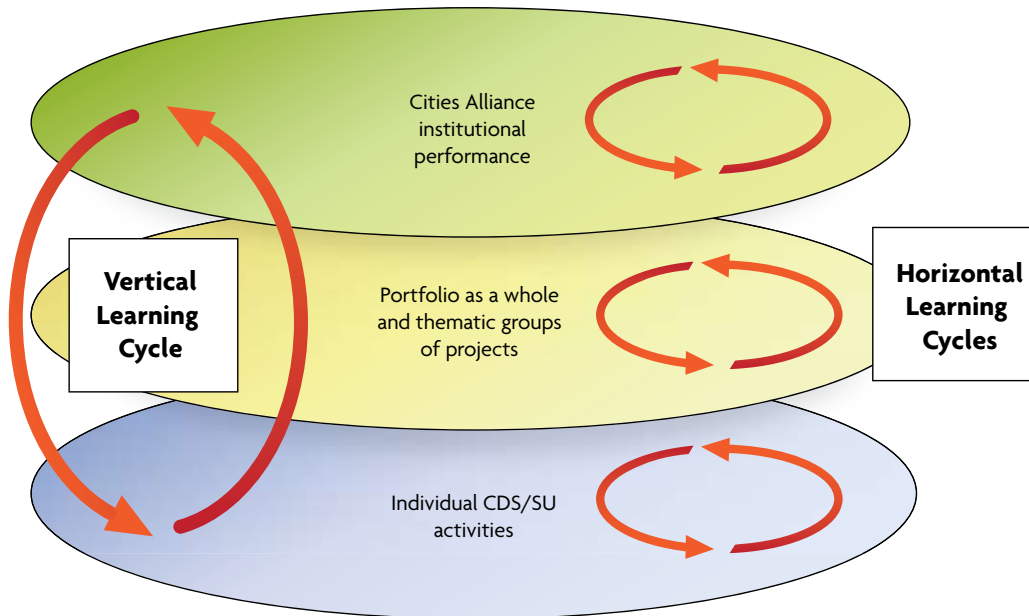 Cities Alliance
institutional
performance
Vertical
Learning
Cycle
Portfolio as a whole
and thematic groups
of projects
Horizontal
Learning
Cycles
Individual CDS/SU
activities